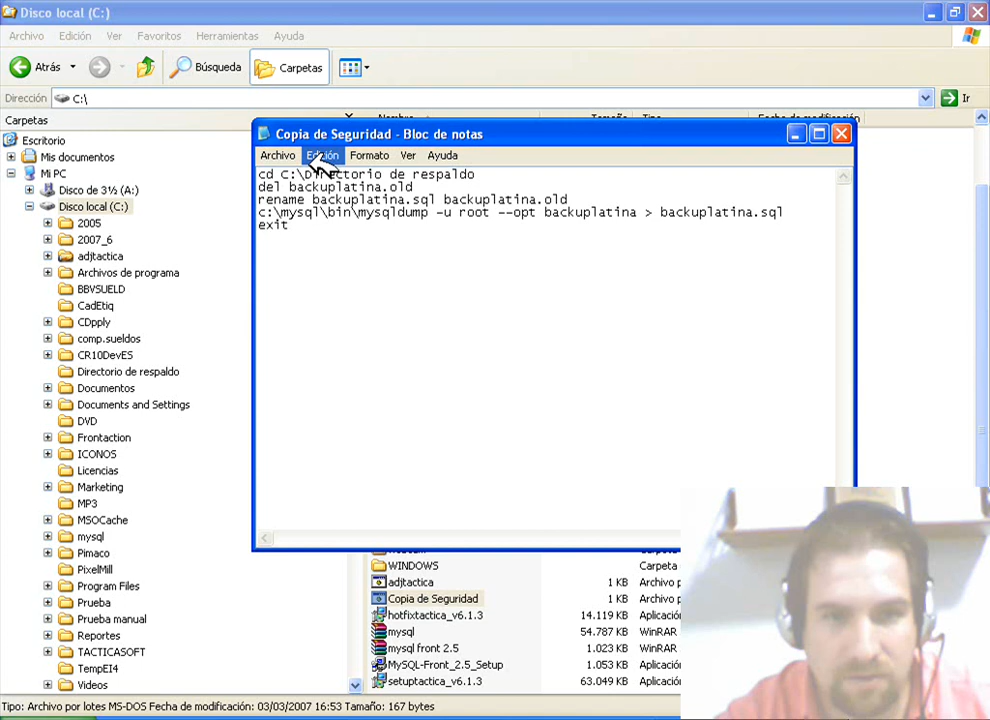 Disco local (C:)
Archivo Edición Ver Favoritos Herramientas Ayuda
Atrás Búsqueda Carpetas
Dirección C:\ Ir
Carpetas
Escritorio
Mis documentos
Mi PC
Disco de 3½ (A:)
Disco local (C:)
2005
2007_6
adjtactica
Archivos de programa
BBVSUELD
CadEtiq
CDpply
comp.sueldos
CR10DevES
Directorio de respaldo
Documentos
Documents and Settings
DVD
Frontaction
ICONOS
Licencias
Marketing
MP3
MSOCache
mysql
Pimaco
PixelMill
Program Files
Prueba
Prueba manual
Reportes
TACTICASOFT
TempEI4
Videos
Copia de Seguridad - Bloc de notas
Archivo Edición Formato Ver Ayuda
cd C:\Directorio de respaldo
del backuplatina.old
rename backuplatina.sql backuplatina.old
c:\mysql\bin\mysqldump -u root --opt backuplatina > backuplatina.sql
exit
WINDOWS Carpeta
adjtactica 1 KB Archivo p
Copia de Seguridad 1 KB Archivo p
hotfixtactica_v6.1.3 14.119 KB Aplicació
mysql 54.787 KB WinRAR
mysql front 2.5 1.023 KB WinRAR
MySQL-Front_2.5_Setup 1.053 KB Aplicació
setuptactica_v6.1.3 63.049 KB Aplicació
Tipo: Archivo por lotes MS-DOS Fecha de modificación: 03/03/2007 16:53 Tamaño: 167 bytes